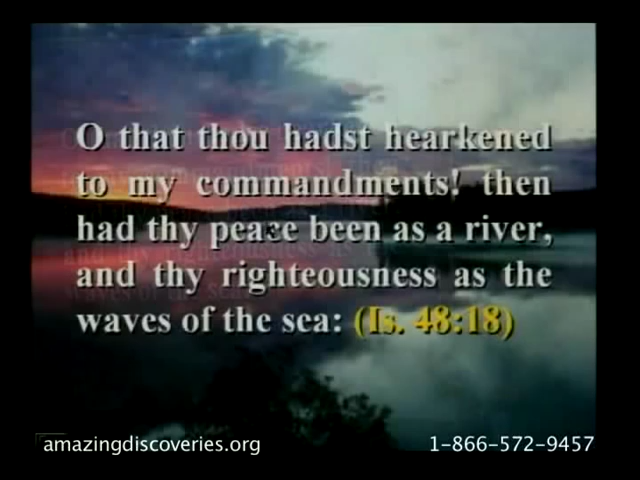 O that thou hadst hearkened
to my commandments! then
had thy peace been as a river,
and thy righteousness as the
waves of the sea: (Is. 48:18)
amazingdiscoveries.org 1-866-572-9457